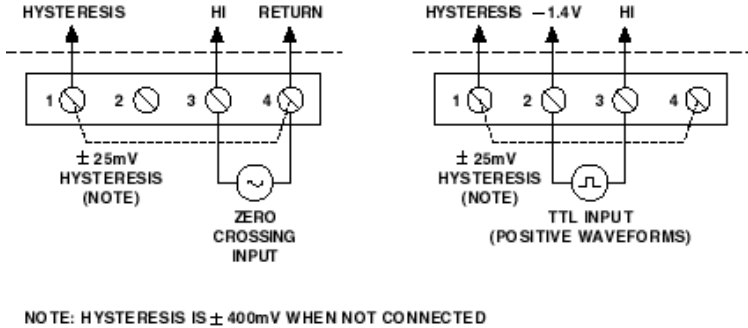 HYSTERESIS HI RETURN
1 2 3 4
± 25mV
HYSTERESIS
(NOTE)
ZERO
CROSSING
INPUT
HYSTERESIS –1.4V HI
1 2 3 4
± 25mV
HYSTERESIS
(NOTE)
TTL INPUT
(POSITIVE WAVEFORMS)
NOTE: HYSTERESIS IS ± 400mV WHEN NOT CONNECTED